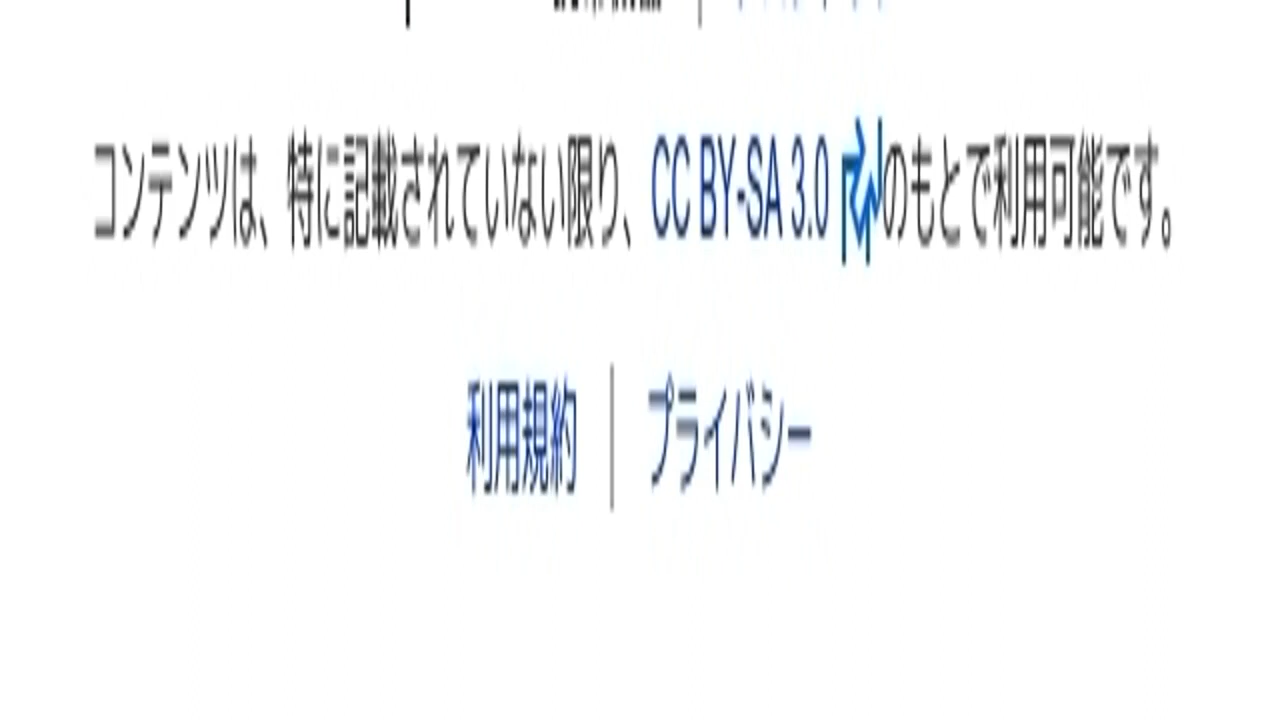 コンテンツは、特に記載されていない限り、CC BY-SA 3.0 のもとで利用可能です。
利用規約 | プライバシー